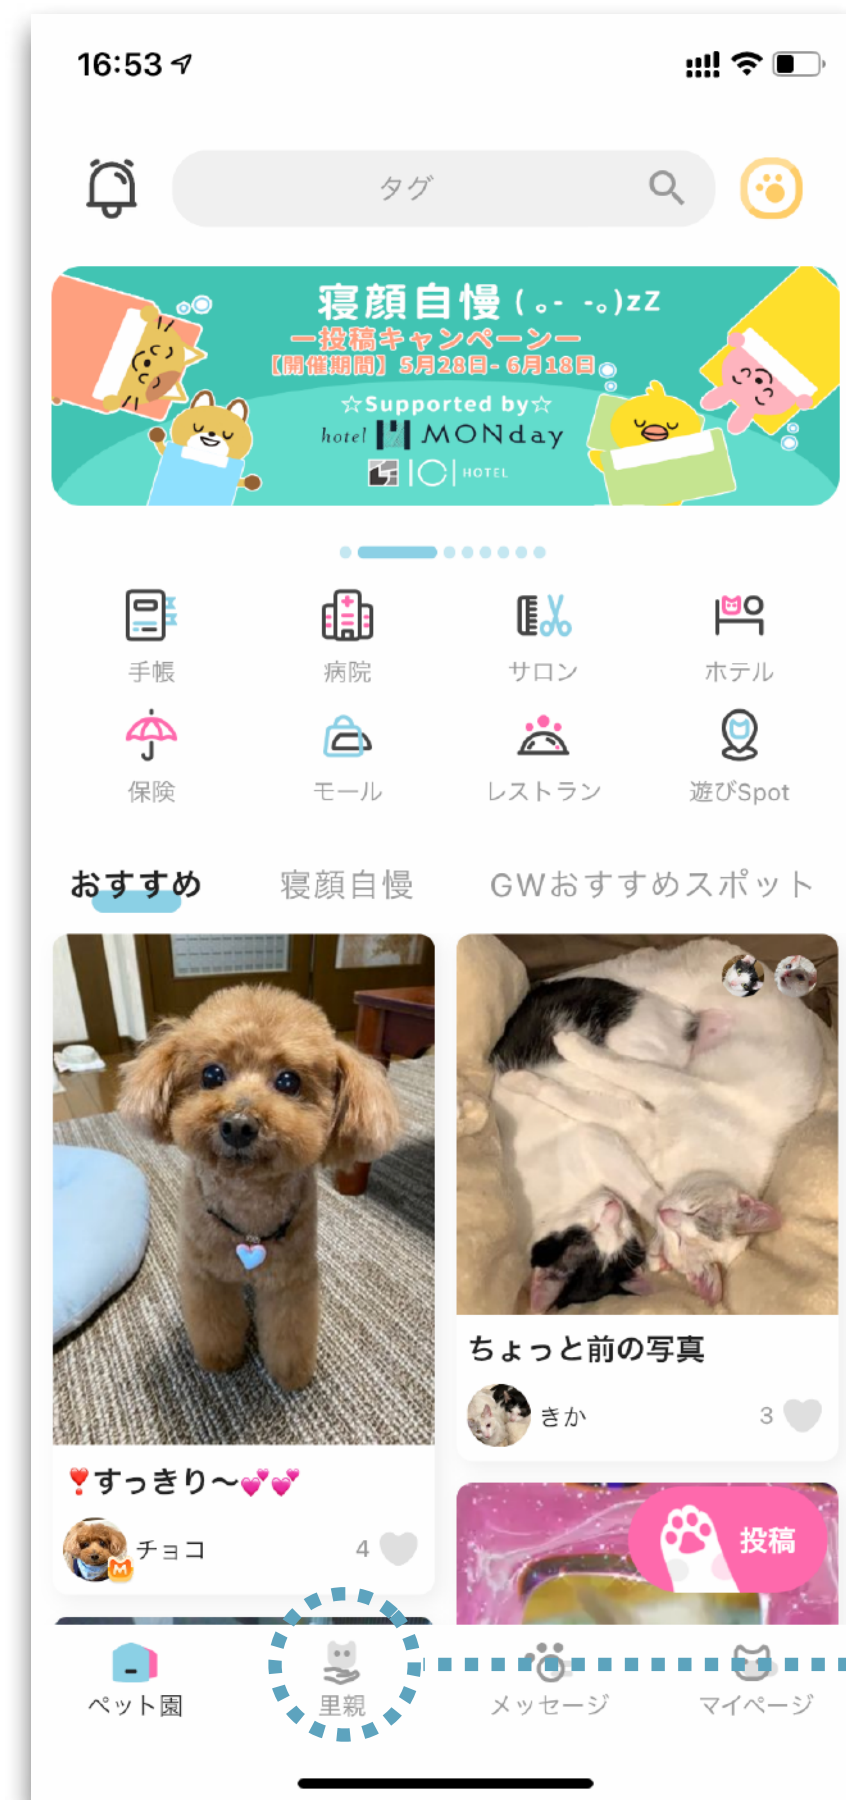 16:53
タグ
寝顔自慢(｡- -｡)zZ
ー投稿キャンペーンー
【開催期間】5月28日-6月18日
☆Supported by☆
hotel MONday
HOTEL
手帳 病院 サロン ホテル
保険 モール レストラン 遊びSpot
おすすめ 寝顔自慢 GWおすすめスポット
すっきり〜
チョコ 4
ちょっと前の写真
きか 3
投稿
ペット園 里親 メッセージ マイページ